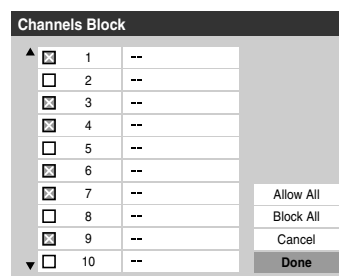 Channels Block
1 --
2 --
3 --
4 --
5 --
6 --
7 --
8 --
9 --
10 --
Allow All
Block All
Cancel
Done